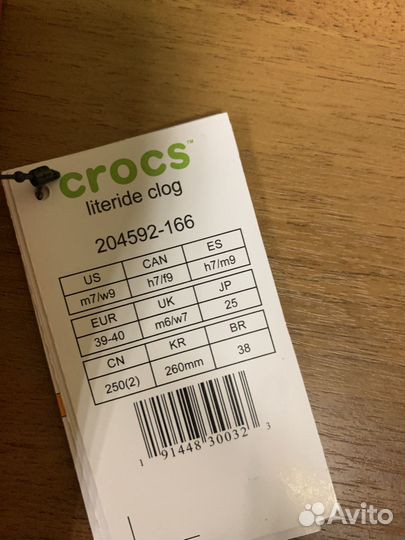 crocs™
literide clog
204592-166
US CAN ES
m7/w9 h7/f9 h7/m9
EUR UK JP
39-40 m6/w7 25
CN KR BR
250(2) 260mm 38
1 91448 30032 3
Avito